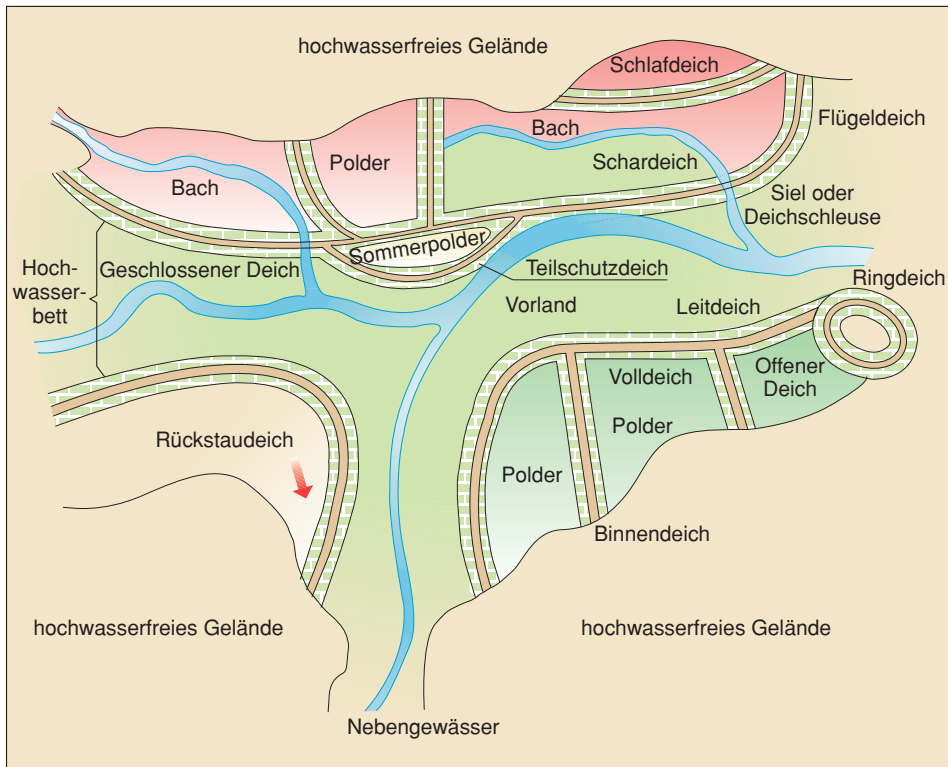 hochwasserfreies Gelände
Schlafdeich
Flügeldeich
Bach
Polder
Schardeich
Bach
Siel oder
Deichschleuse
Sommerpolder
Geschlossener Deich
Teilschutzdeich
Hoch-
wasser-
bett
Ringdeich
Vorland
Leitdeich
Offener
Deich
Volldeich
Polder
Rückstaudeich
Polder
Binnendeich
hochwasserfreies Gelände
hochwasserfreies Gelände
Nebengewässer